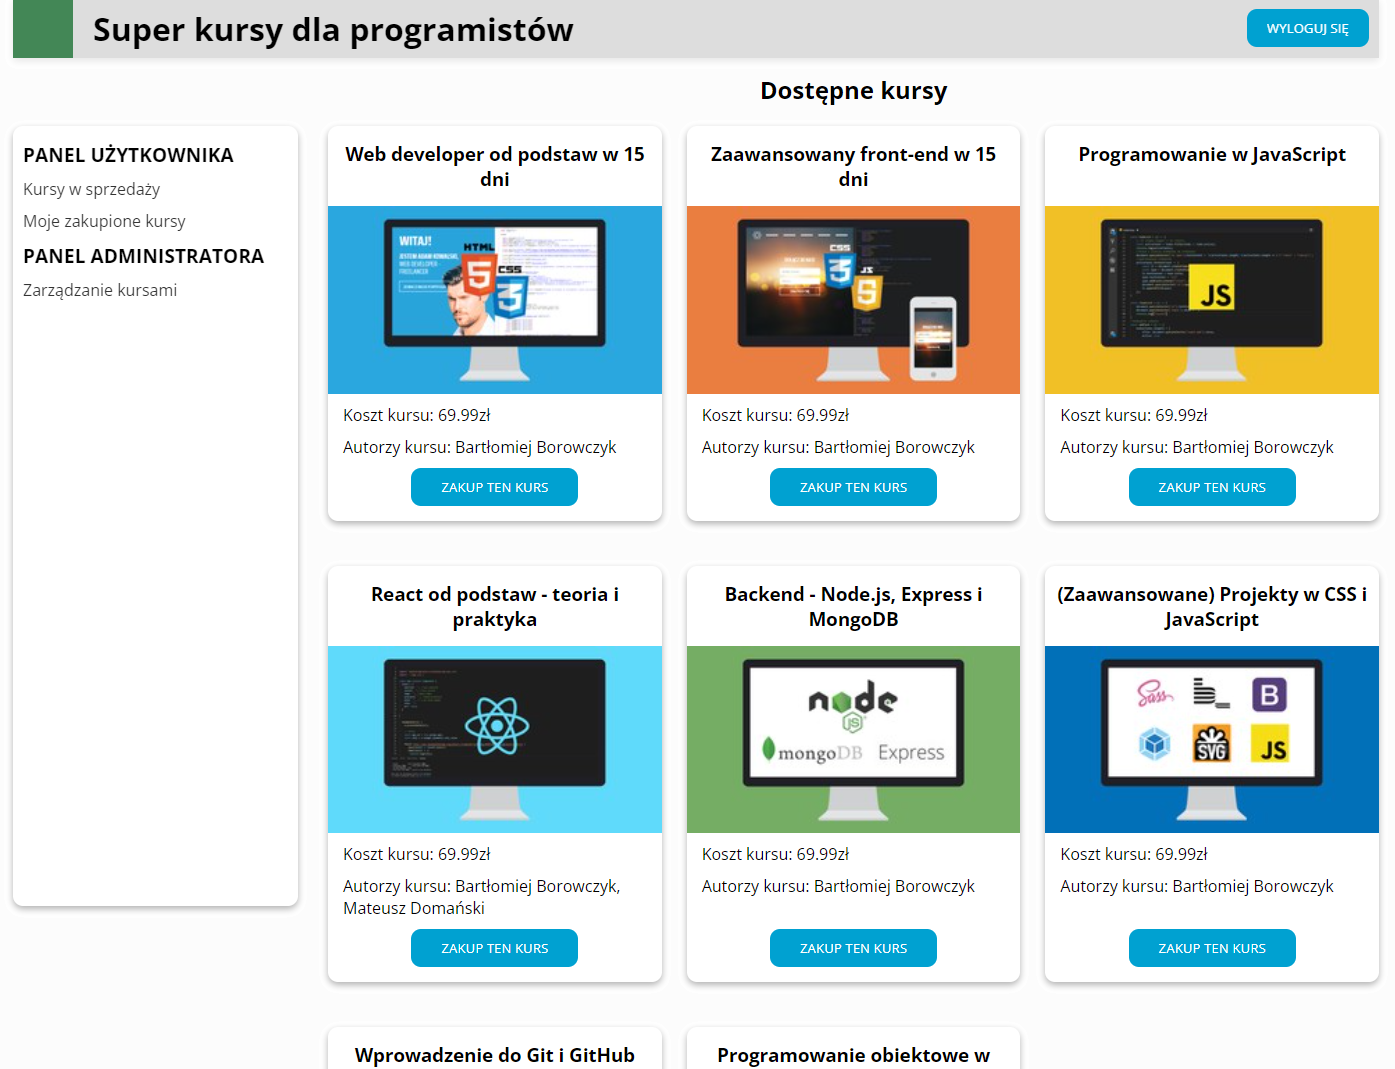 Super kursy dla programistów
WYLOGUJ SIĘ
Dostępne kursy
PANEL UŻYTKOWNIKA
Kursy w sprzedaży
Moje zakupione kursy
PANEL ADMINISTRATORA
Zarządzanie kursami
Web developer od podstaw w 15
dni
WITAJ!
JESTEM ADAM KOWALSKI,
WEB DEVELOPER -
FREELANCER
HTML
5
CSS
3
Koszt kursu: 69.99zł
Autorzy kursu: Bartłomiej Borowczyk
ZAKUP TEN KURS
Zaawansowany front-end w 15
dni
CSS
3
JS
5
Koszt kursu: 69.99zł
Autorzy kursu: Bartłomiej Borowczyk
ZAKUP TEN KURS
Programowanie w JavaScript
JS
Koszt kursu: 69.99zł
Autorzy kursu: Bartłomiej Borowczyk
ZAKUP TEN KURS
React od podstaw - teoria i
praktyka
Koszt kursu: 69.99zł
Autorzy kursu: Bartłomiej Borowczyk,
Mateusz Domański
ZAKUP TEN KURS
Backend - Node.js, Express i
MongoDB
node
JS
mongoDB Express
Koszt kursu: 69.99zł
Autorzy kursu: Bartłomiej Borowczyk
ZAKUP TEN KURS
(Zaawansowane) Projekty w CSS i
JavaScript
Sass
B
SVG
JS
Koszt kursu: 69.99zł
Autorzy kursu: Bartłomiej Borowczyk
ZAKUP TEN KURS
Wprowadzenie do Git i GitHub
Programowanie obiektowe w